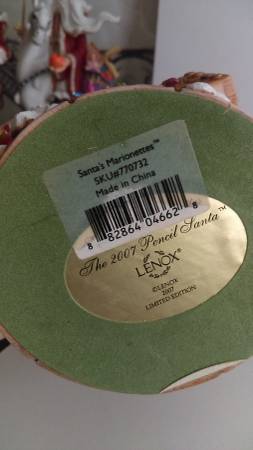 Santa's Marionettes™
SKU#770732
Made in China
8 82864 04662 8
The 2007 Pencil Santa™
LENOX®
©LENOX
2007
LIMITED EDITION